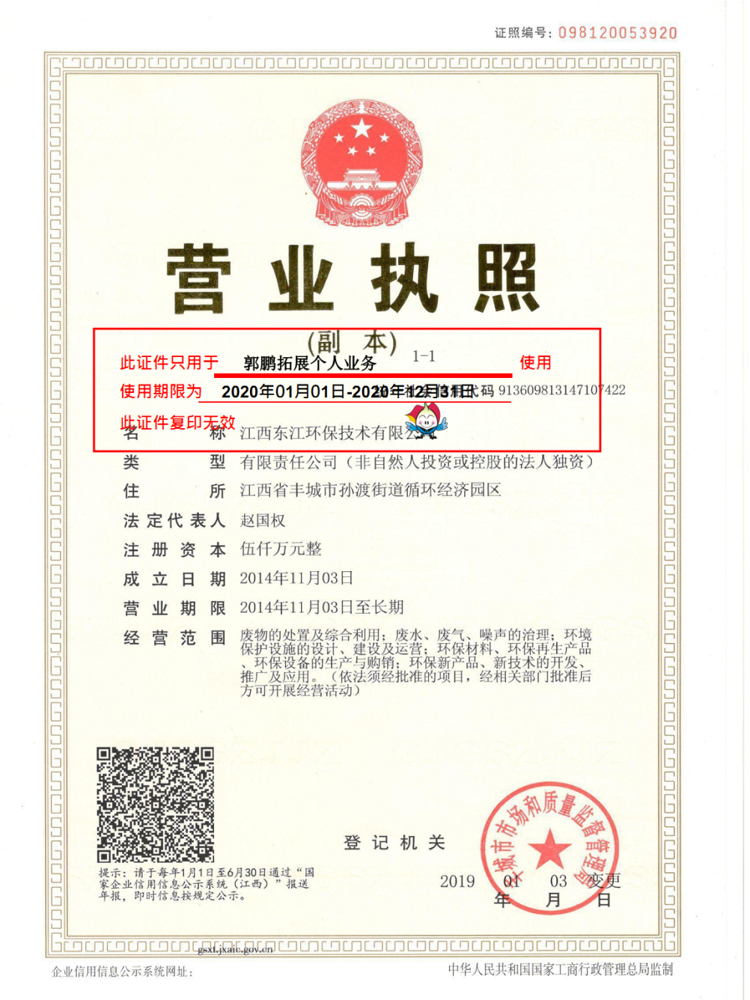 证照编号：098120053920
营业执照
(副 本)
1-1
此证件只用于 郭鹏拓展个人业务 使用
使用期限为 2020年01月01日-2020年12月31日
社会信用代码 913609813147107422
此证件复印无效
名称 江西东江环保技术有限公
类型 有限责任公司（非自然人投资或控股的法人独资）
住所 江西省丰城市孙渡街道循环经济园区
法定代表人 赵国权
注册资本 伍仟万元整
成立日期 2014年11月03日
营业期限 2014年11月03日至长期
经营范围 废物的处置及综合利用；废水、废气、噪声的治理；环境
保护设施的设计、建设及运营；环保材料、环保再生产品
、环保设备的生产与购销；环保新产品、新技术的开发、
推广及应用。（依法须经批准的项目，经相关部门批准后
方可开展经营活动）
城市市场和质量监督管理局
登记机关
提示：请于每年1月1日至6月30日通过“国
家企业信用信息公示系统（江西）”报送
年报，即时信息按规定公示。
2019 01 03 变更
年 月 日
gsxt.jxaic.gov.cn
企业信用信息公示系统网址：
中华人民共和国国家工商行政管理总局监制